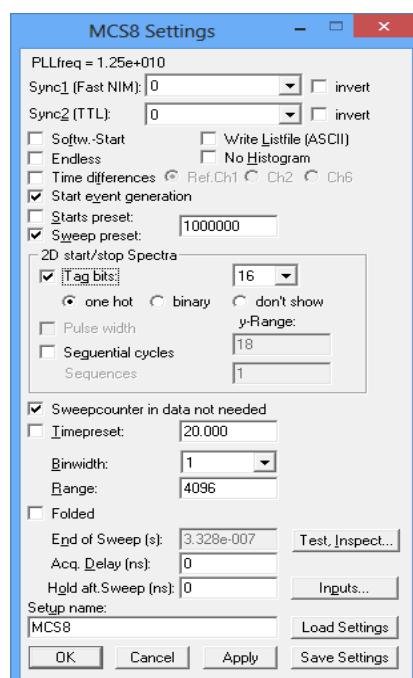 MCS8 Settings
PLLfreq = 1.25e+010
Sync1 (Fast NIM): 0 invert
Sync2 (TTL): 0 invert
Softw.-Start Write Listfile (ASCII)
Endless No Histogram
Time differences Ref.Ch1 Ch2 Ch6
Start event generation
Starts preset:
Sweep preset: 1000000
2D start/stop Spectra
Tag bits: 16
one hot binary don't show
Pulse width y-Range:
18
Sequential cycles
Sequences 1
Sweepcounter in data not needed
Timepreset: 20.000
Binwidth: 1
Range: 4096
Folded
End of Sweep (s): 3.328e-007 Test, Inspect...
Acq. Delay (ns): 0
Hold aft.Sweep (ns): 0 Inputs...
Setup name:
MCS8 Load Settings
OK Cancel Apply Save Settings